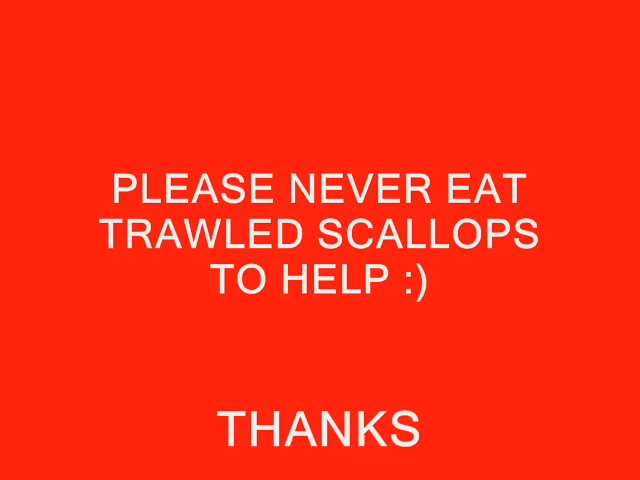 PLEASE NEVER EAT
TRAWLED SCALLOPS
TO HELP :)
THANKS